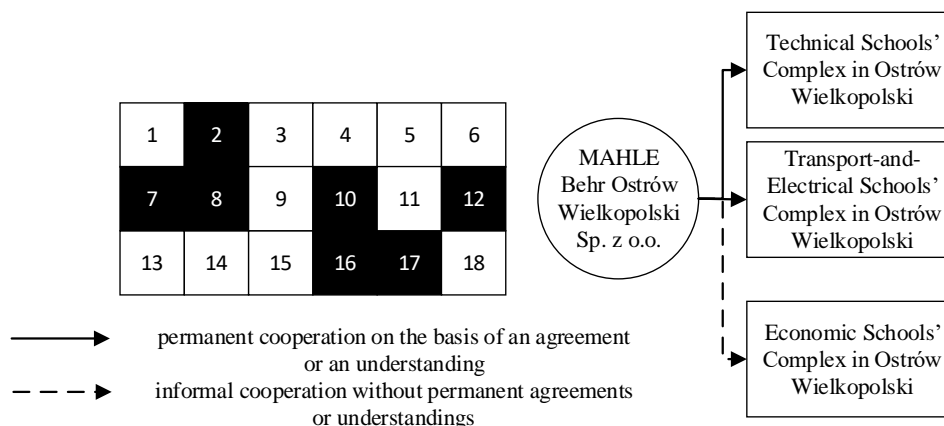 1 2 3 4 5 6
7 8 9 10 11 12
13 14 15 16 17 18
MAHLE
Behr Ostrów
Wielkopolski
Sp. z o.o.
Technical Schools’
Complex in Ostrów
Wielkopolski
Transport-and-
Electrical Schools’
Complex in Ostrów
Wielkopolski
Economic Schools’
Complex in Ostrów
Wielkopolski
permanent cooperation on the basis of an agreement
or an understanding
informal cooperation without permanent agreements
or understandings